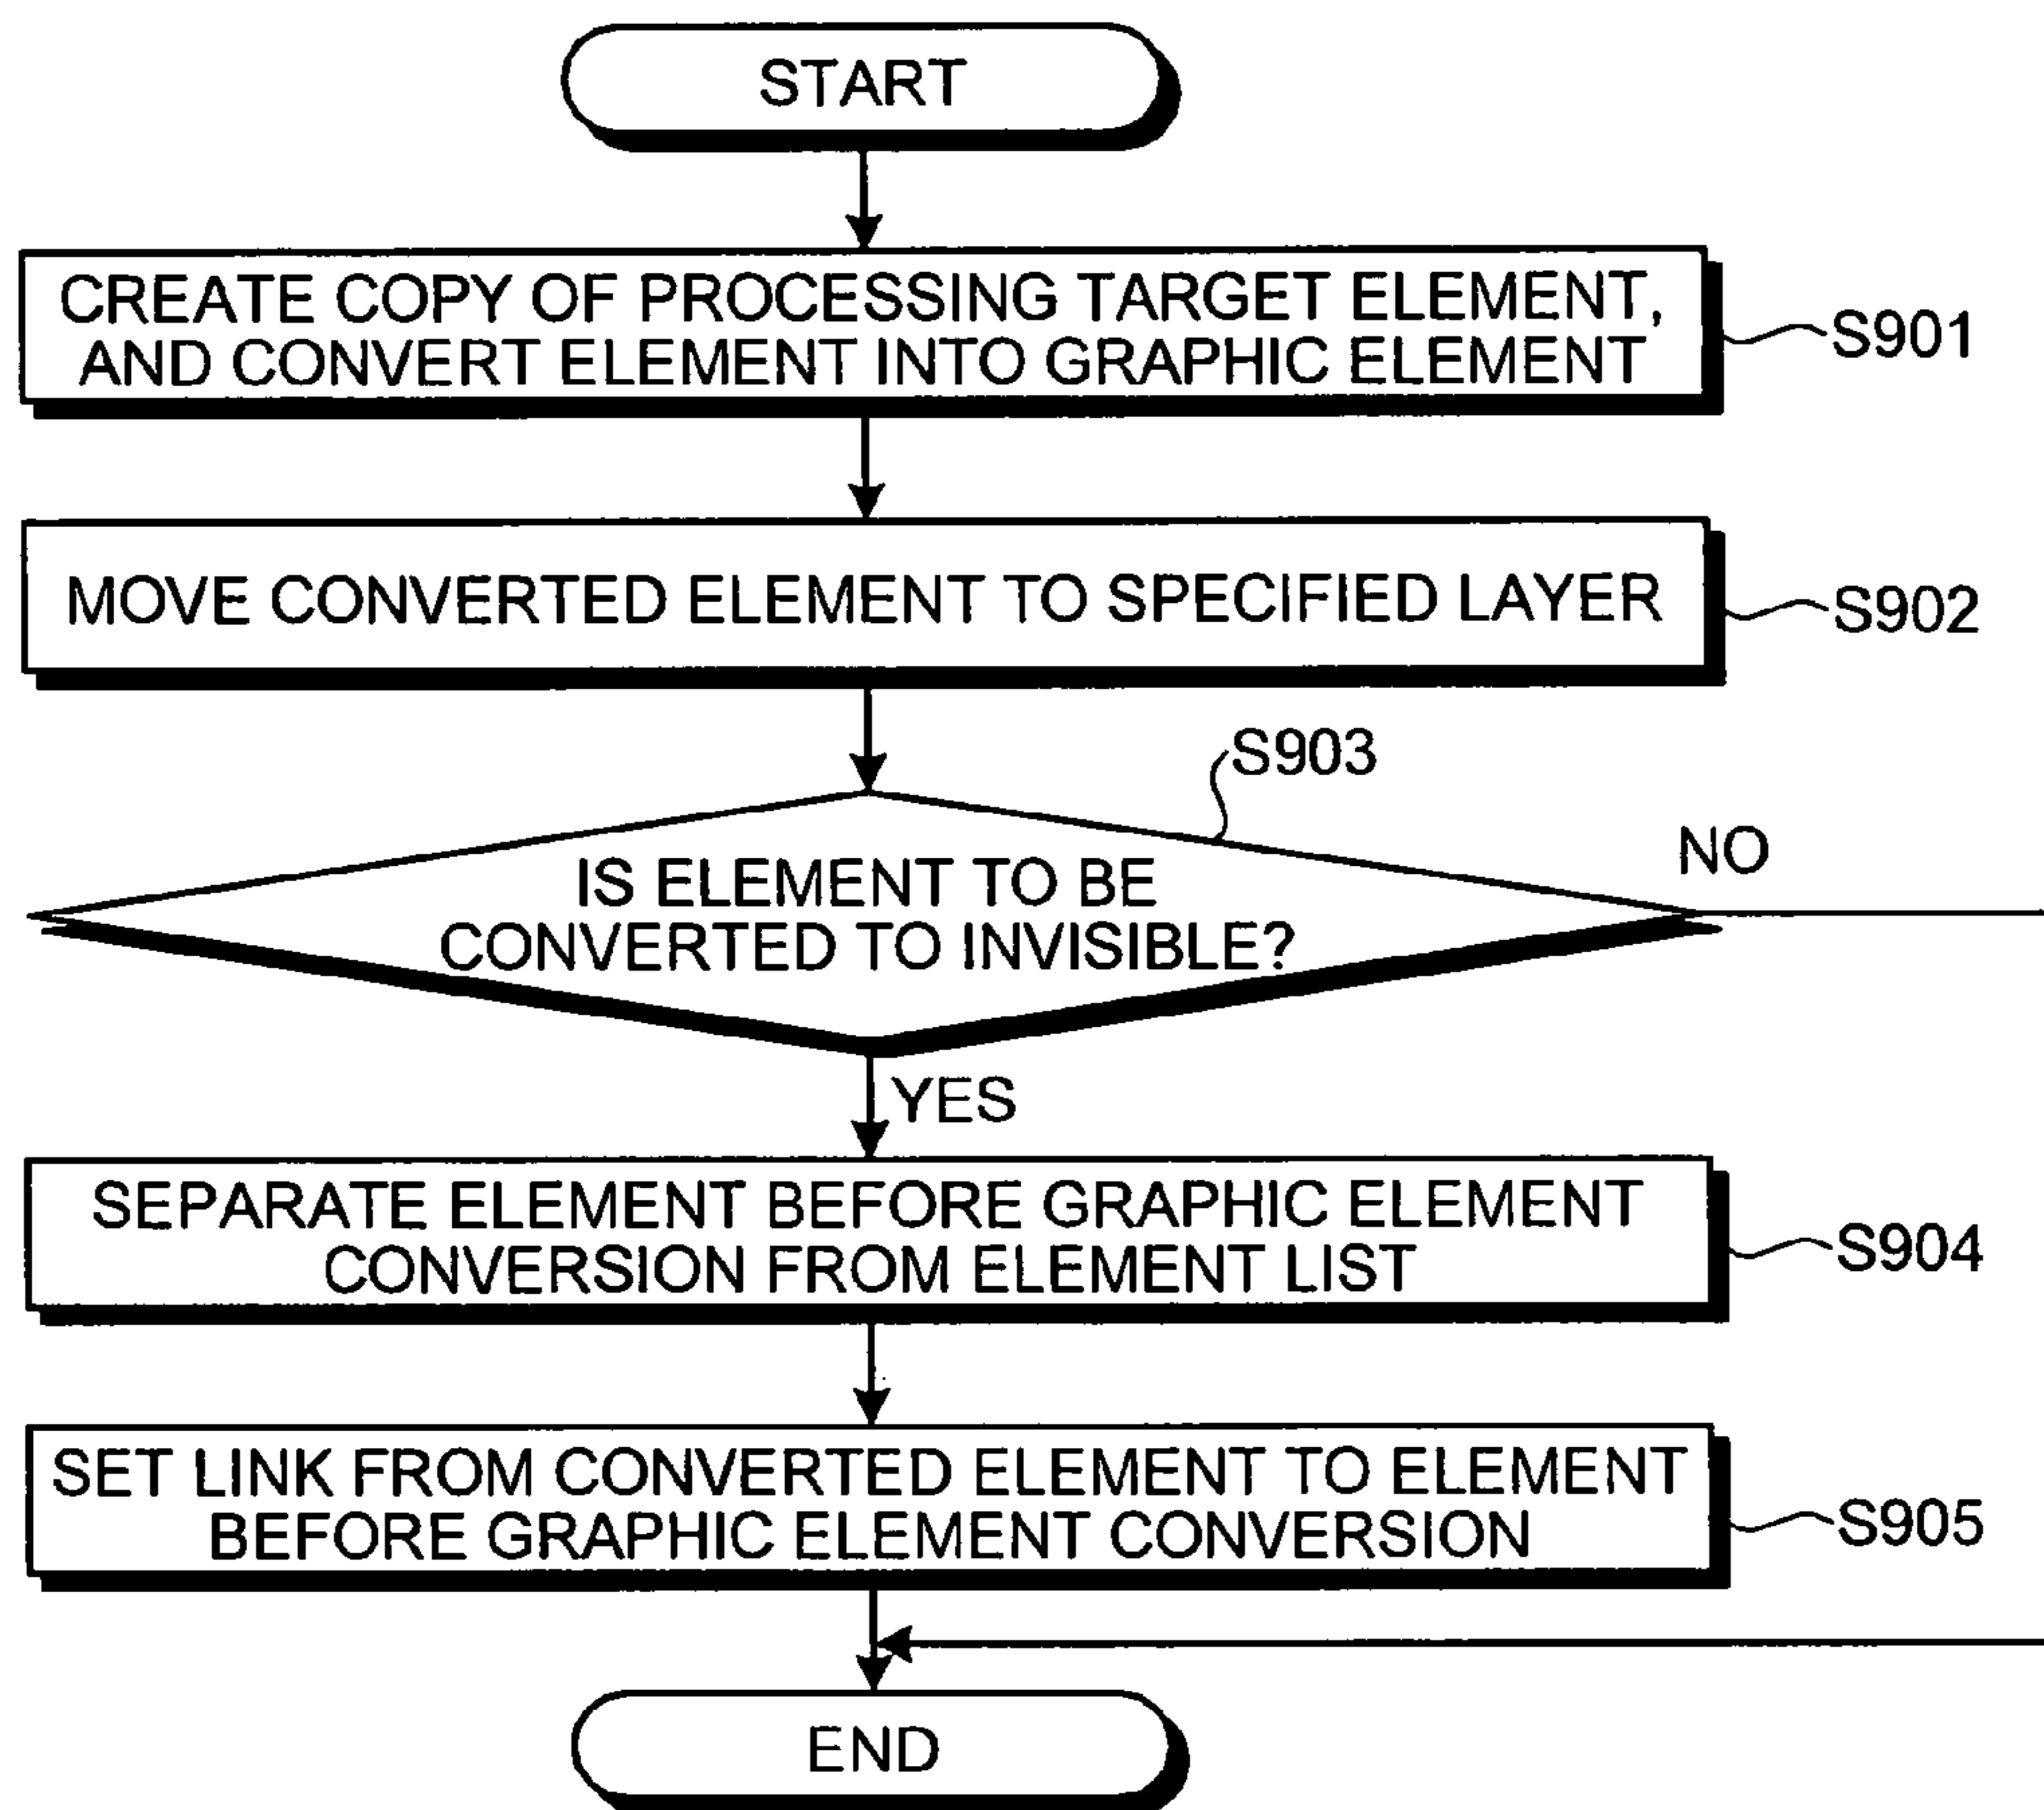 START
CREATE COPY OF PROCESSING TARGET ELEMENT,
AND CONVERT ELEMENT INTO GRAPHIC ELEMENT
S901
MOVE CONVERTED ELEMENT TO SPECIFIED LAYER
S902
S903
IS ELEMENT TO BE
CONVERTED TO INVISIBLE?
NO
YES
SEPARATE ELEMENT BEFORE GRAPHIC ELEMENT
CONVERSION FROM ELEMENT LIST
S904
SET LINK FROM CONVERTED ELEMENT TO ELEMENT
BEFORE GRAPHIC ELEMENT CONVERSION
S905
END